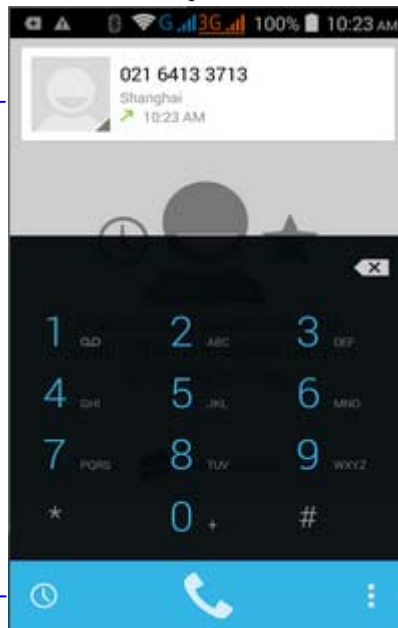 G 3G 100% 10:23 AM
021 6413 3713
Shanghai
10:23 AM
1 2 ABC 3 DEF
4 GHI 5 JKL 6 MNO
7 PQRS 8 TUV 9 WXYZ
* 0 + #